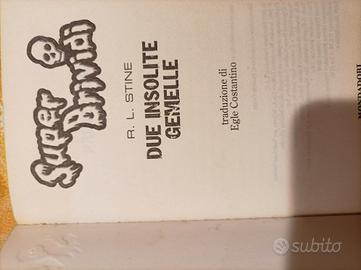 Super
Brividi
R. L. STINE
DUE INSOLITE
GEMELLE
traduzione di
Egle Costantino
MONDADORI
subito